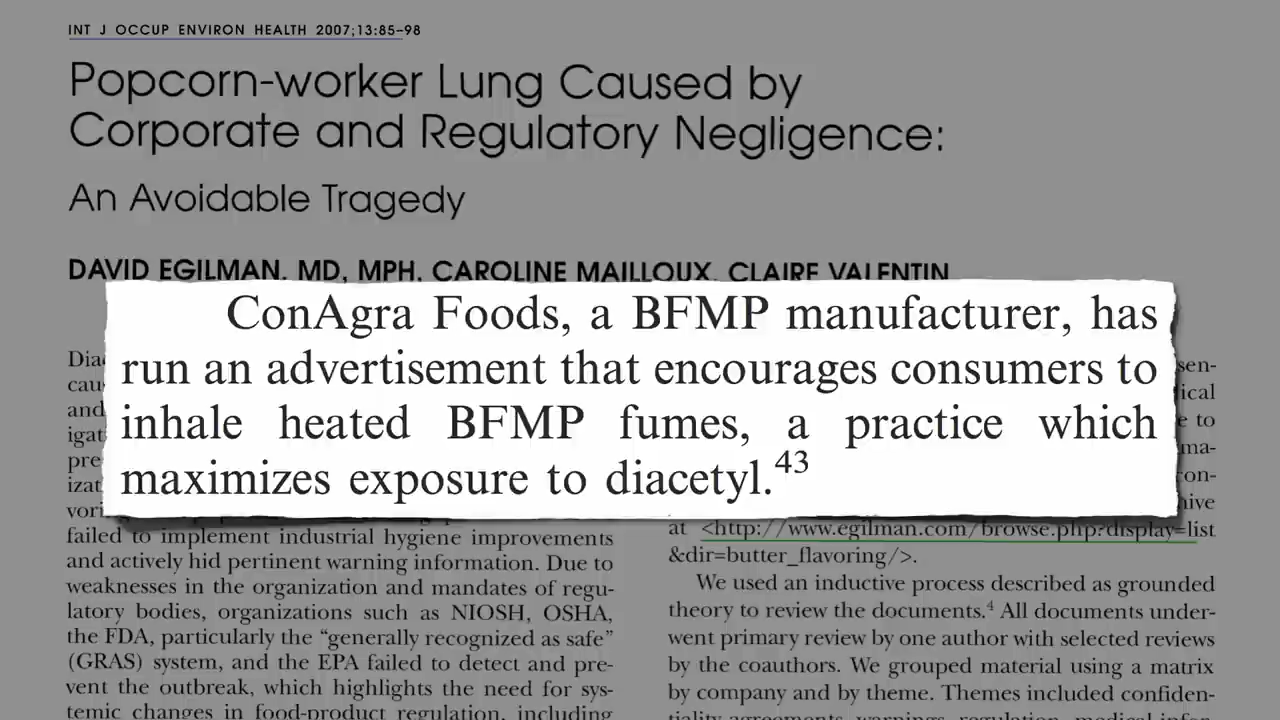 INT J OCCUP ENVIRON HEALTH 2007;13:85–98
Popcorn-worker Lung Caused by
Corporate and Regulatory Negligence:
An Avoidable Tragedy
DAVID EGILMAN, MD, MPH, CAROLINE MAILLOUX, CLAIRE VALENTIN
ConAgra Foods, a BFMP manufacturer, has
run an advertisement that encourages consumers to
inhale heated BFMP fumes, a practice which
maximizes exposure to diacetyl.43
failed to implement industrial hygiene improvements
and actively hid pertinent warning information. Due to
weaknesses in the organization and mandates of regu-
latory bodies, organizations such as NIOSH, OSHA,
the FDA, particularly the “generally recognized as safe”
(GRAS) system, and the EPA failed to detect and pre-
vent the outbreak, which highlights the need for sys-
temic changes in food-product regulation, including
at <http://www.egilman.com/browse.php?display=list
&dir=butter_flavoring/>.
We used an inductive process described as grounded
theory to review the documents.4 All documents under-
went primary review by one author with selected reviews
by the coauthors. We grouped material using a matrix
by company and by theme. Themes included confiden-
tiality agreements, warnings, regulation, medical infor-